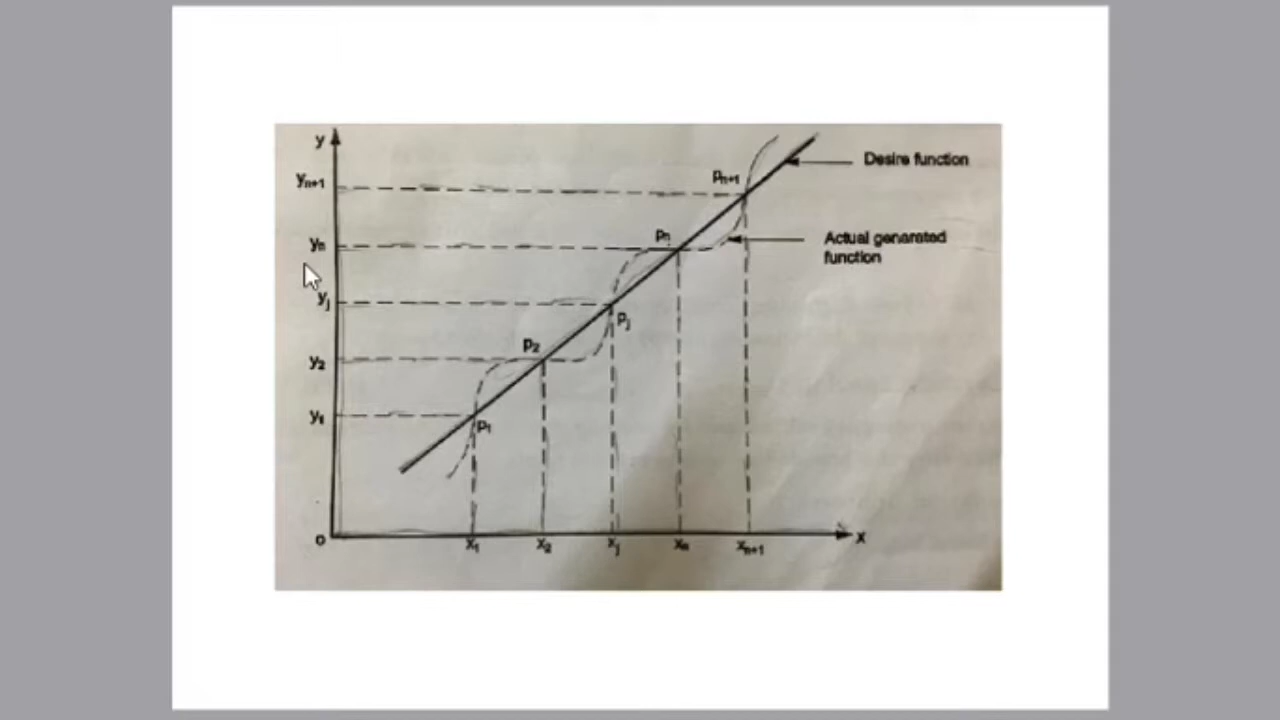 y
Desire function
Pn+1
yn+1
Pn
Actual genarated
function
yn
yj
Pj
P2
y2
y1
P1
o
x1 x2 xj xn xn+1 x